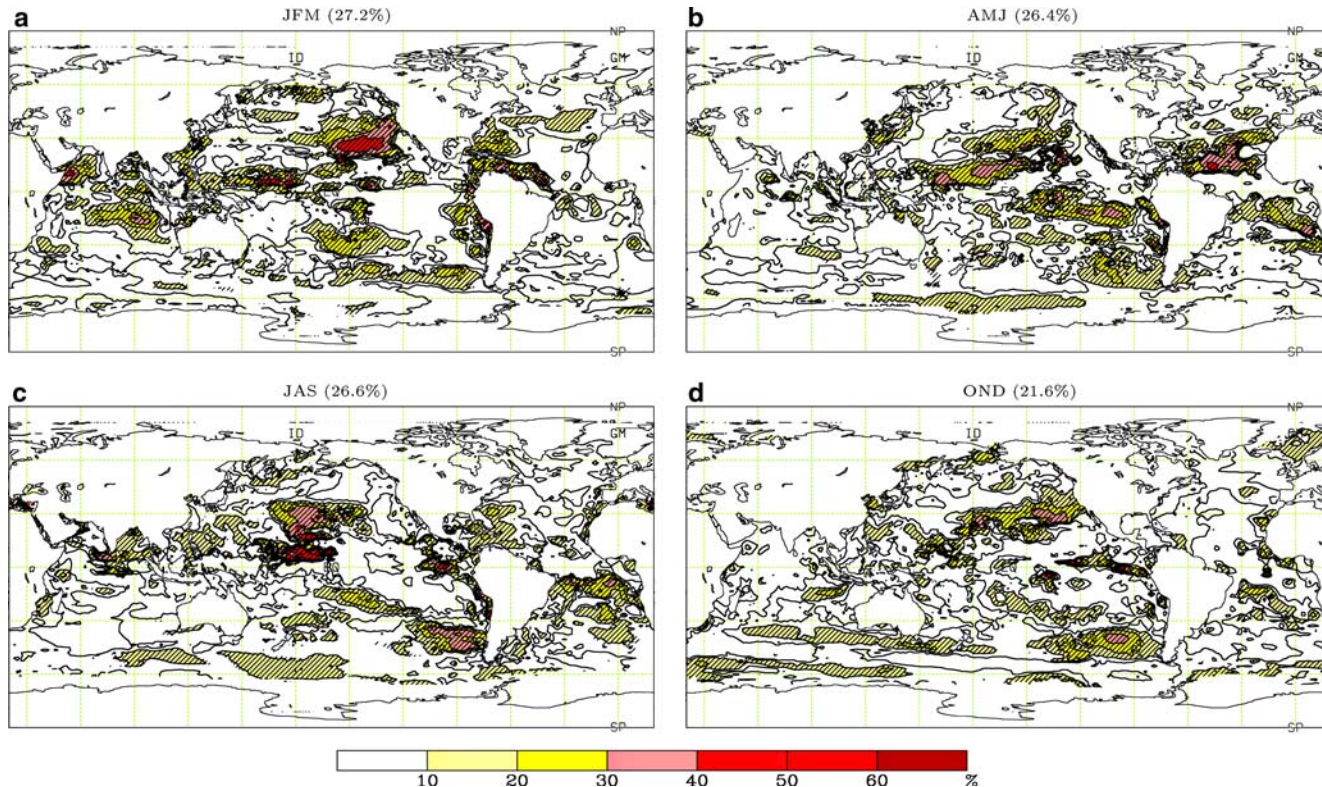 a JFM (27.2%)
NP
ID GM
SP
b AMJ (26.4%)
NP
ID GM
SP
c JAS (26.6%)
NP
ID GM
SP
d OND (21.6%)
NP
ID
SP
10 20 30 40 50 60 %